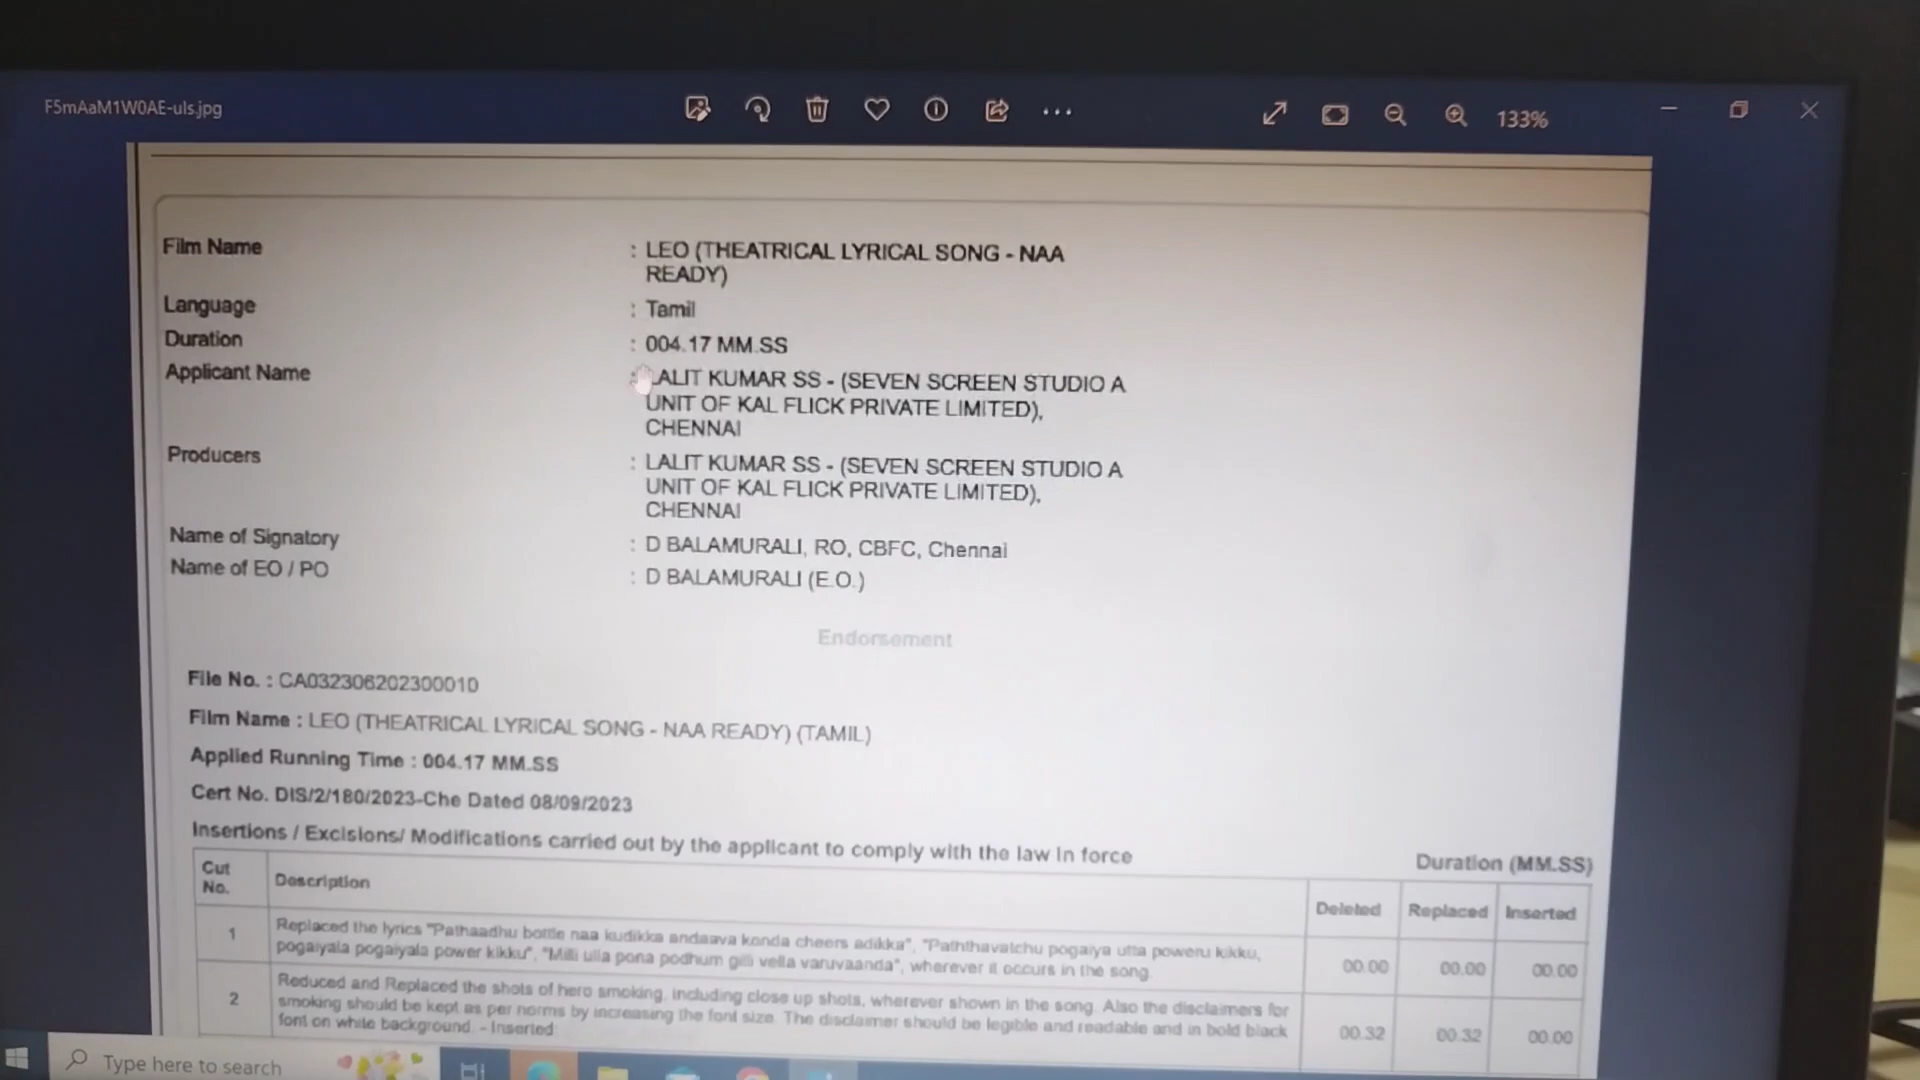 F5mAaM1W0AE-uls.jpg
133%
Film Name : LEO (THEATRICAL LYRICAL SONG - NAA
READY)
Language : Tamil
Duration : 004.17 MM.SS
Applicant Name : LALIT KUMAR SS - (SEVEN SCREEN STUDIO A
UNIT OF KAL FLICK PRIVATE LIMITED),
CHENNAI
Producers : LALIT KUMAR SS - (SEVEN SCREEN STUDIO A
UNIT OF KAL FLICK PRIVATE LIMITED),
CHENNAI
Name of Signatory : D BALAMURALI, RO, CBFC, Chennai
Name of EO / PO : D BALAMURALI (E.O.)
Endorsement
File No. : CA032306202300010
Film Name : LEO (THEATRICAL LYRICAL SONG - NAA READY) (TAMIL)
Applied Running Time : 004.17 MM.SS
Cert No. DIS/2/180/2023-Che Dated 08/09/2023
Insertions / Excisions/ Modifications carried out by the applicant to comply with the law in force
Duration (MM.SS)
Cut
No. Description Deleted Replaced Inserted
1 Replaced the lyrics "Pathaadhu bottle naa kudikka andaava konda cheers adikka", "Paththavatchu pogaiya utta poweru kikku,
pogaiyala pogaiyala power kikku", "Milli ulla pona podhum gilli vella varuvaanda", wherever it occurs in the song. 00.00 00.00 00.00
2 Reduced and Replaced the shots of hero smoking, including close up shots, wherever shown in the song. Also the disclaimers for
smoking should be kept as per norms by increasing the font size. The disclaimer should be legible and readable and in bold black
font on white background. - Inserted: 00.32 00.32 00.00
Type here to search